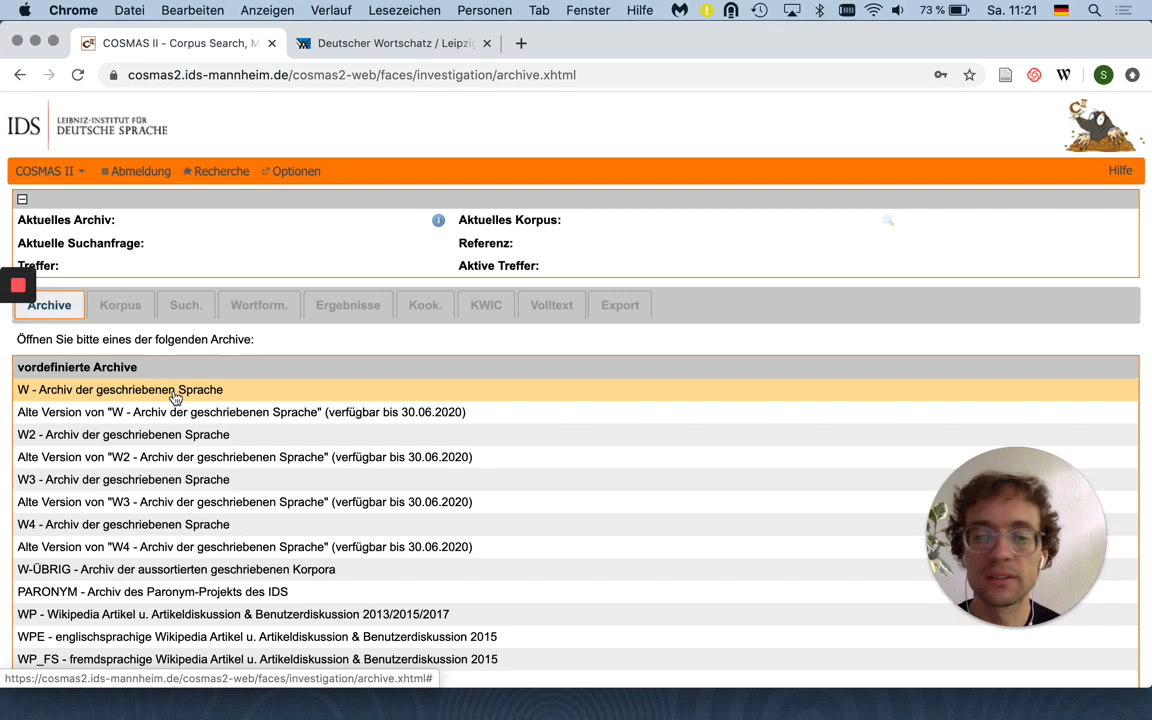 Chrome Datei Bearbeiten Anzeigen Verlauf Lesezeichen Personen Tab Fenster Hilfe 73 % Sa. 11:21
COSMAS II - Corpus Search, M Deutscher Wortschatz / Leipzig
cosmas2.ids-mannheim.de/cosmas2-web/faces/investigation/archive.xhtml W S
IDS LEIBNIZ-INSTITUT FÜR
DEUTSCHE SPRACHE
COSMAS II Abmeldung Recherche Optionen Hilfe
Aktuelles Archiv: Aktuelles Korpus:
Aktuelle Suchanfrage: Referenz:
Treffer: Aktive Treffer:
Archive Korpus Such. Wortform. Ergebnisse Kook. KWIC Volltext Export
Öffnen Sie bitte eines der folgenden Archive:
vordefinierte Archive
W - Archiv der geschriebenen Sprache
Alte Version von "W - Archiv der geschriebenen Sprache" (verfügbar bis 30.06.2020)
W2 - Archiv der geschriebenen Sprache
Alte Version von "W2 - Archiv der geschriebenen Sprache" (verfügbar bis 30.06.2020)
W3 - Archiv der geschriebenen Sprache
Alte Version von "W3 - Archiv der geschriebenen Sprache" (verfügbar bis 30.06.2020)
W4 - Archiv der geschriebenen Sprache
Alte Version von "W4 - Archiv der geschriebenen Sprache" (verfügbar bis 30.06.2020)
W-ÜBRIG - Archiv der aussortierten geschriebenen Korpora
PARONYM - Archiv des Paronym-Projekts des IDS
WP - Wikipedia Artikel u. Artikeldiskussion & Benutzerdiskussion 2013/2015/2017
WPE - englischsprachige Wikipedia Artikel u. Artikeldiskussion & Benutzerdiskussion 2015
WP_FS - fremdsprachige Wikipedia Artikel u. Artikeldiskussion & Benutzerdiskussion 2015
https://cosmas2.ids-mannheim.de/cosmas2-web/faces/investigation/archive.xhtml#